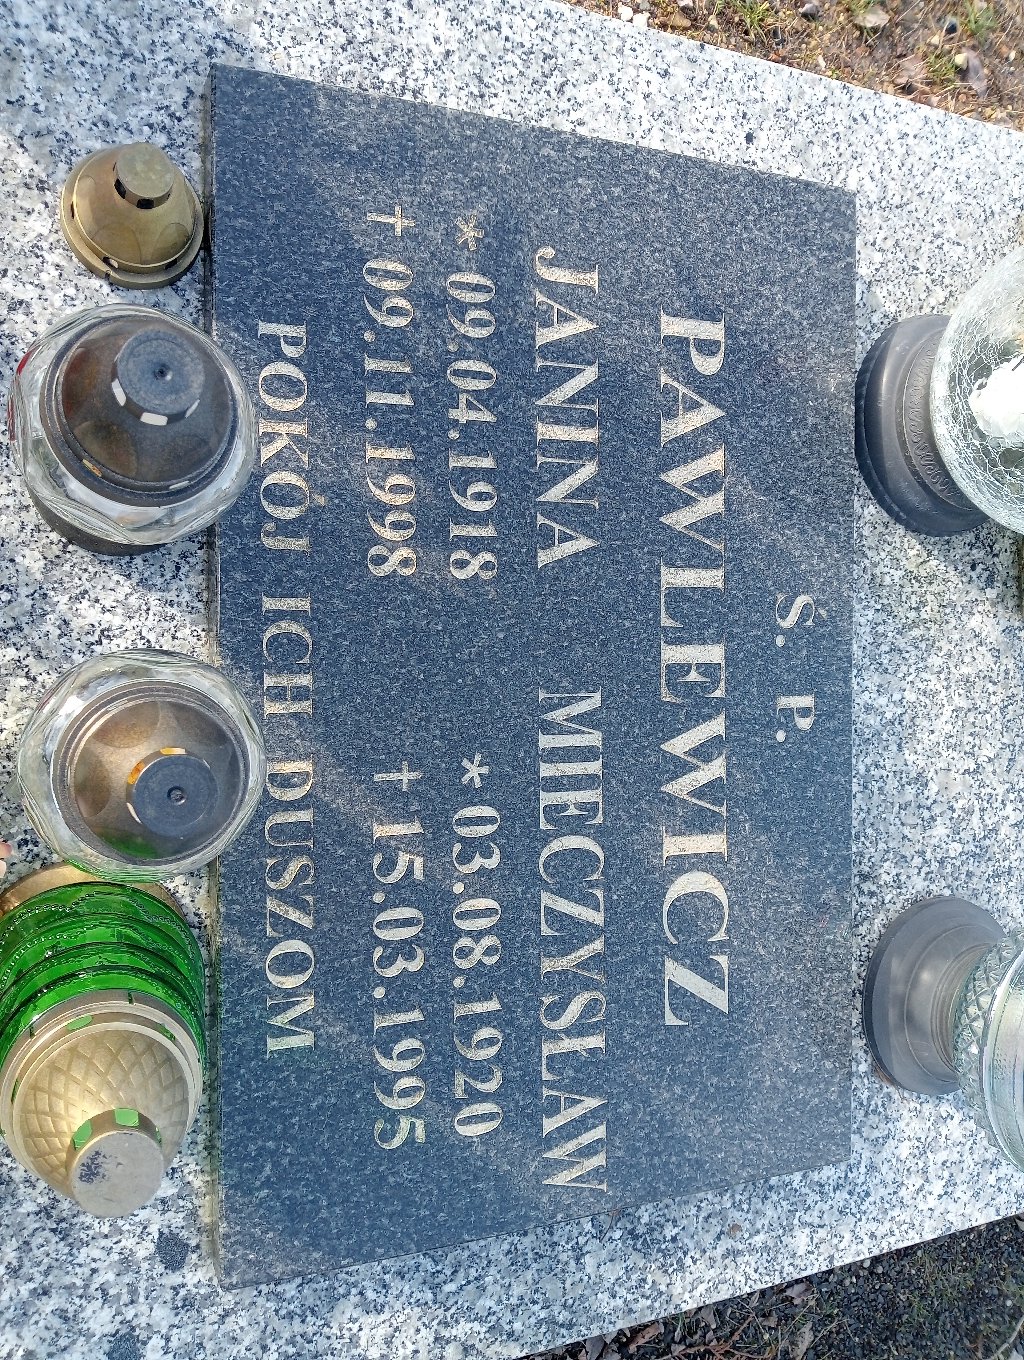 Ś. P.
PAWLEWICZ
JANINA MIECZYSŁAW
* 09.04.1918 * 03.08.1920
† 09.11.1998 † 15.03.1995
POKÓJ ICH DUSZOM